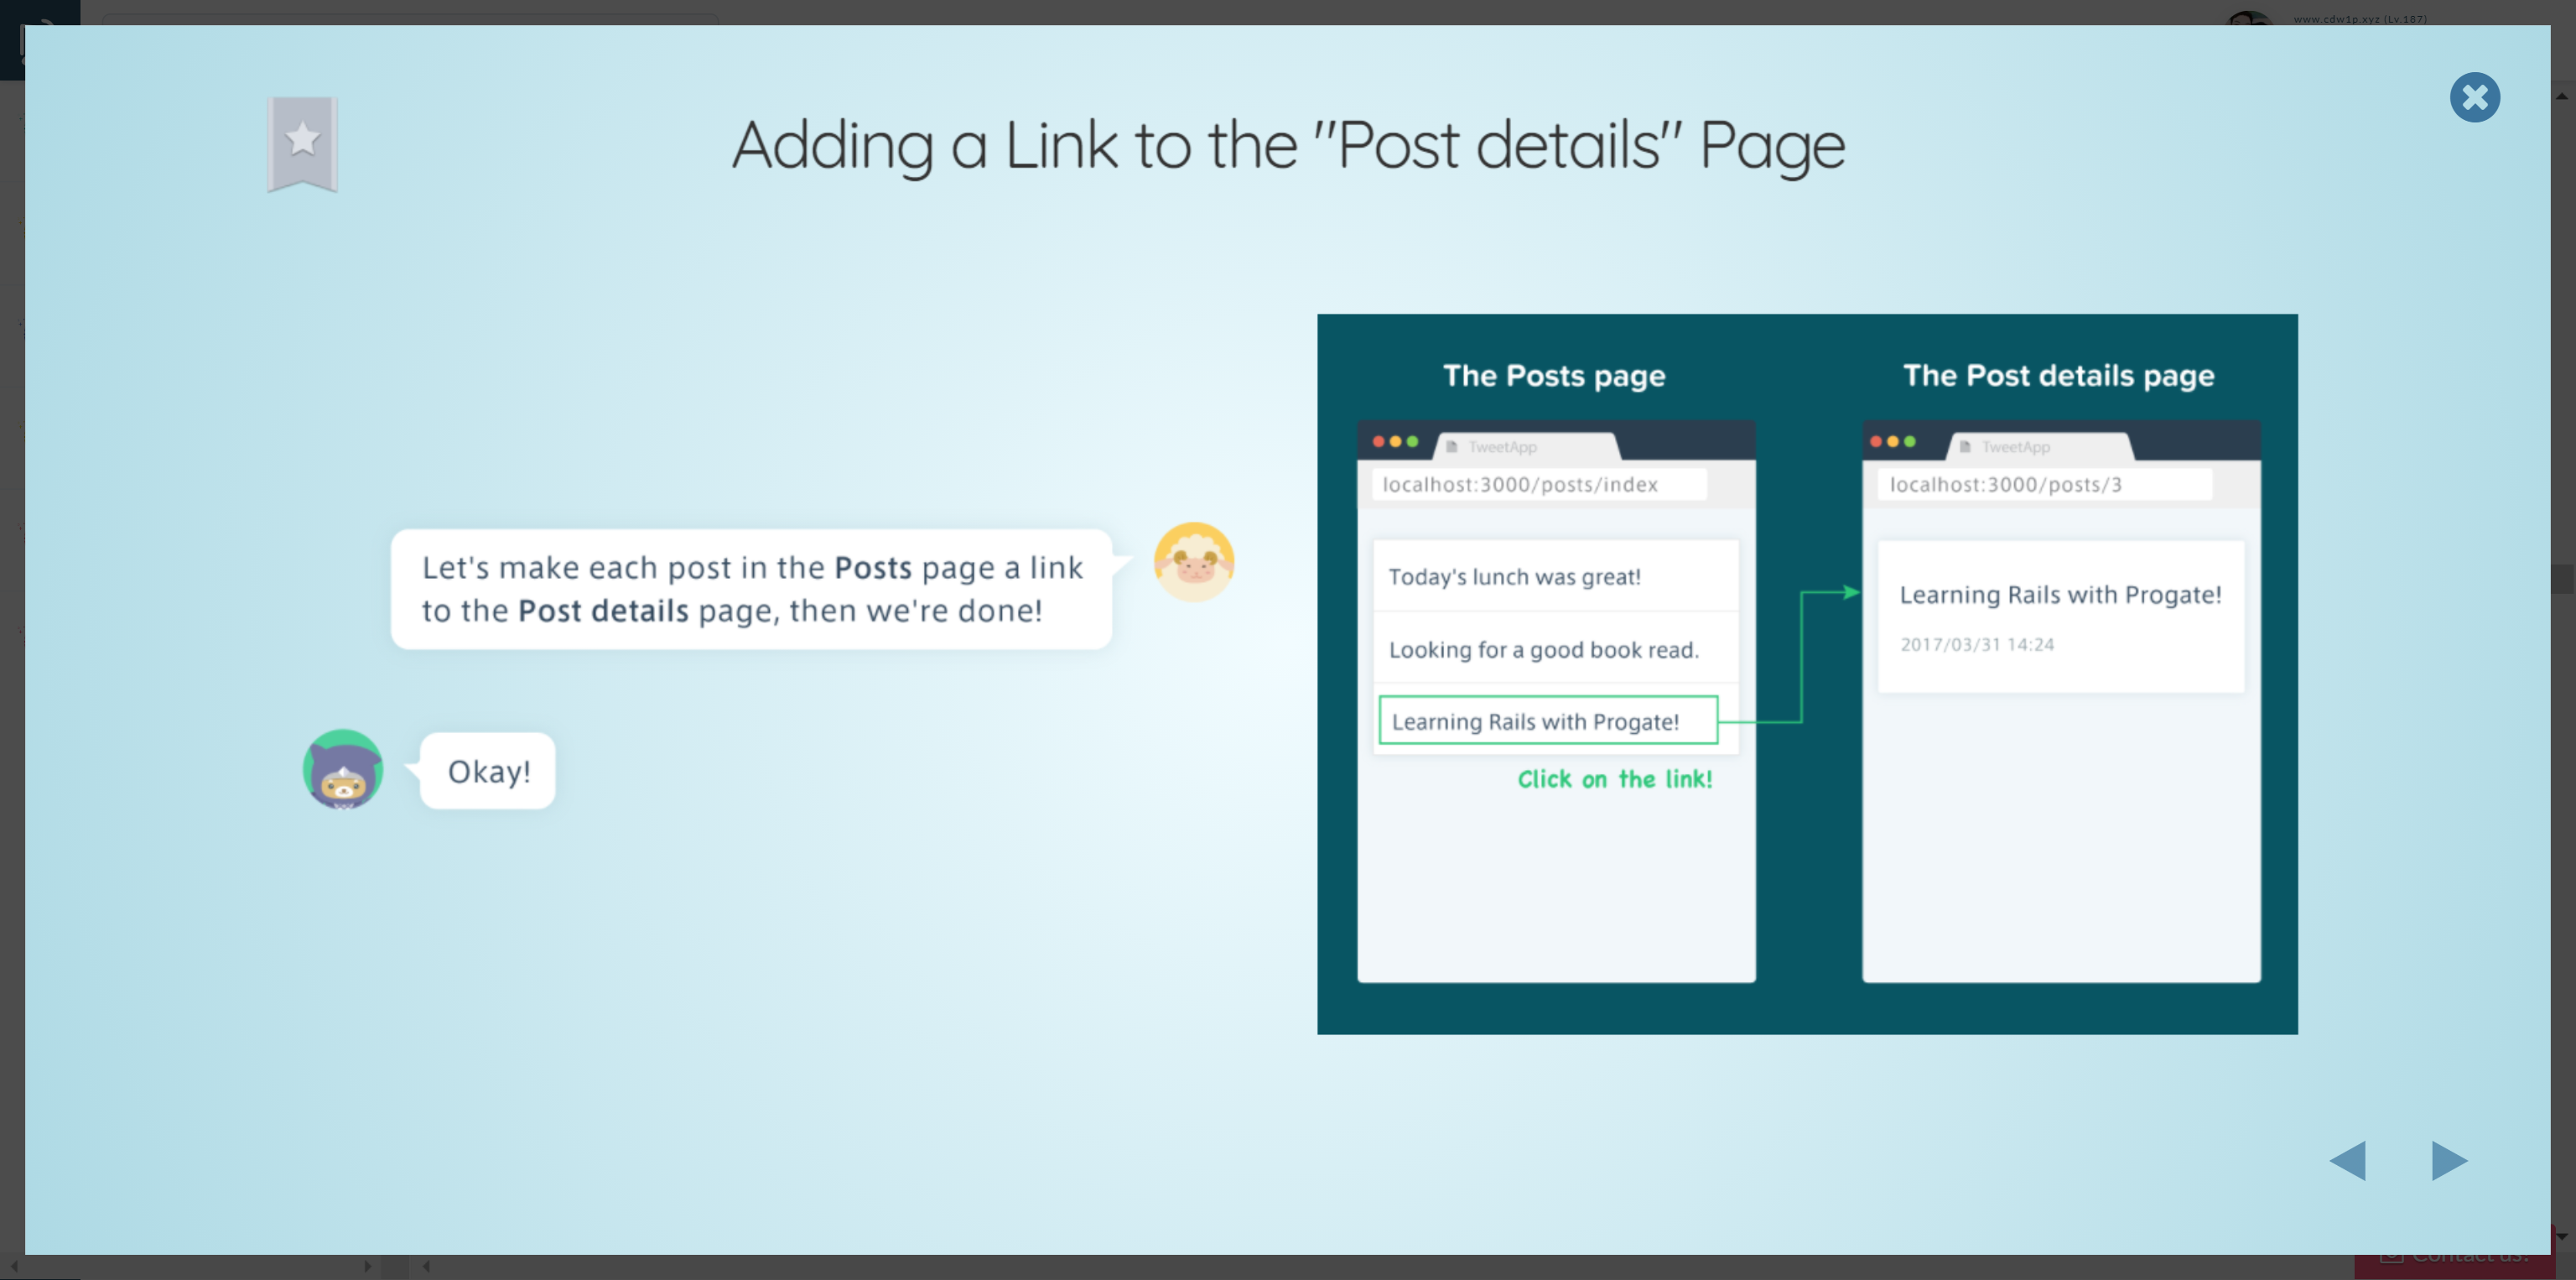 www.cdw1p.xyz (Lv.187)
Adding a Link to the "Post details" Page
Let's make each post in the Posts page a link
to the Post details page, then we're done!
Okay!
The Posts page
TweetApp
localhost:3000/posts/index
Today's lunch was great!
Looking for a good book read.
Learning Rails with Progate!
Click on the link!
The Post details page
TweetApp
localhost:3000/posts/3
Learning Rails with Progate!
2017/03/31 14:24
Contact us!